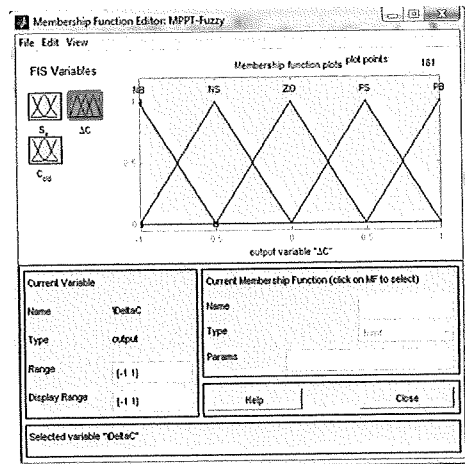 Membership Function Editor: MPPT-Fuzzy
File Edit View
FIS Variables
Membership function plots plot points 181
NB NS ZO PS PB
1
0.5
0
-1 -0.5 0 0.5 1
output variable "ΔC"
ΔC
Current Variable
Name \DeltaC
Type output
Range [-1 1]
Display Range [-1 1]
Current Membership Function (click on MF to select)
Name
Type
Params
Help Close
Selected variable "\DeltaC"